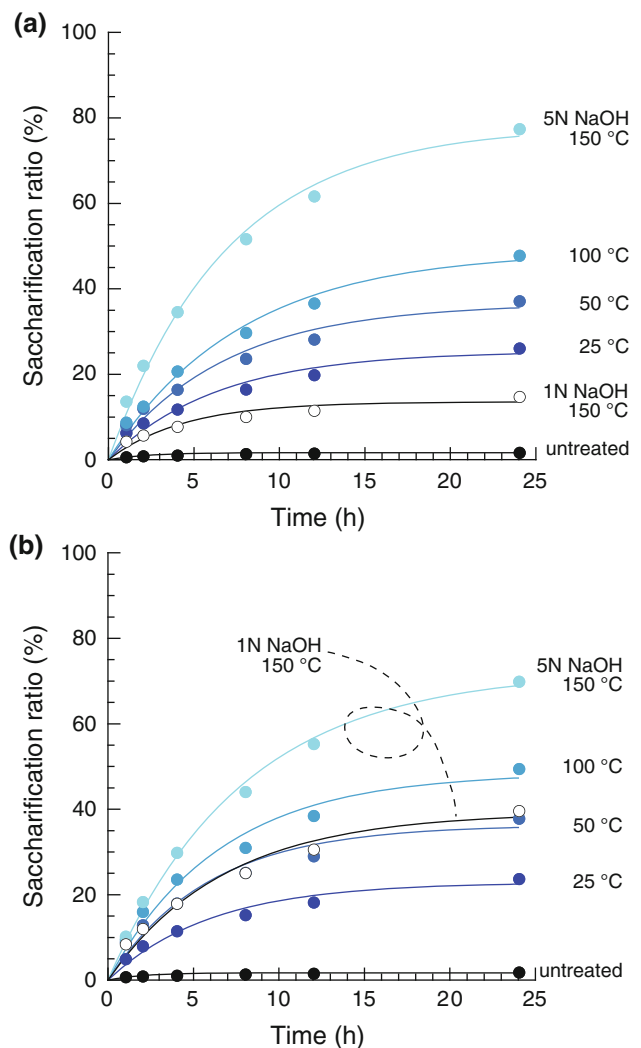 (a)
100
80
60
40
20
0
Saccharification ratio (%)
5N NaOH
150 °C
100 °C
50 °C
25 °C
1N NaOH
150 °C
untreated
0
5
10
15
20
25
Time (h)
(b)
100
80
60
40
20
0
Saccharification ratio (%)
1N NaOH
150 °C
5N NaOH
150 °C
100 °C
50 °C
25 °C
untreated
0
5
10
15
20
25
Time (h)